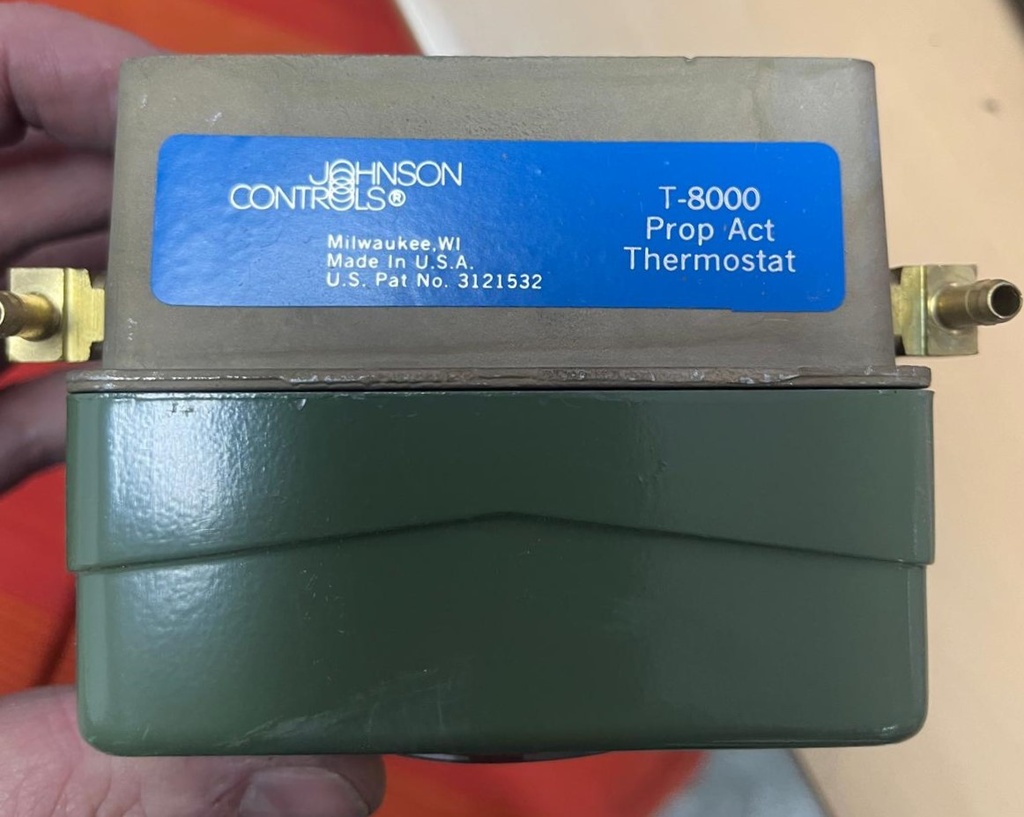 JOHNSON
CONTROLS®
Milwaukee,WI
Made In U.S.A.
U.S. Pat No. 3121532
T-8000
Prop Act
Thermostat